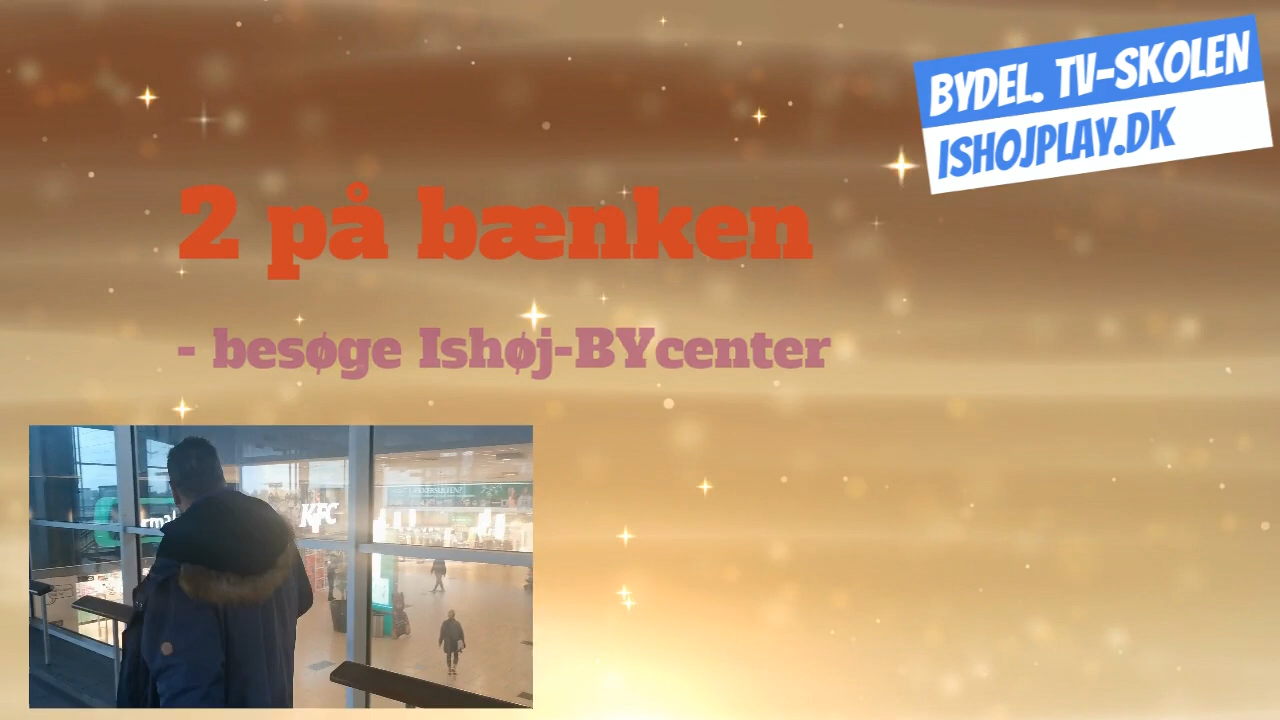 BYDEL. TV-SKOLEN
ISHOJPLAY.DK
2 på bænken
- besøge Ishøj-BYcenter
KFC